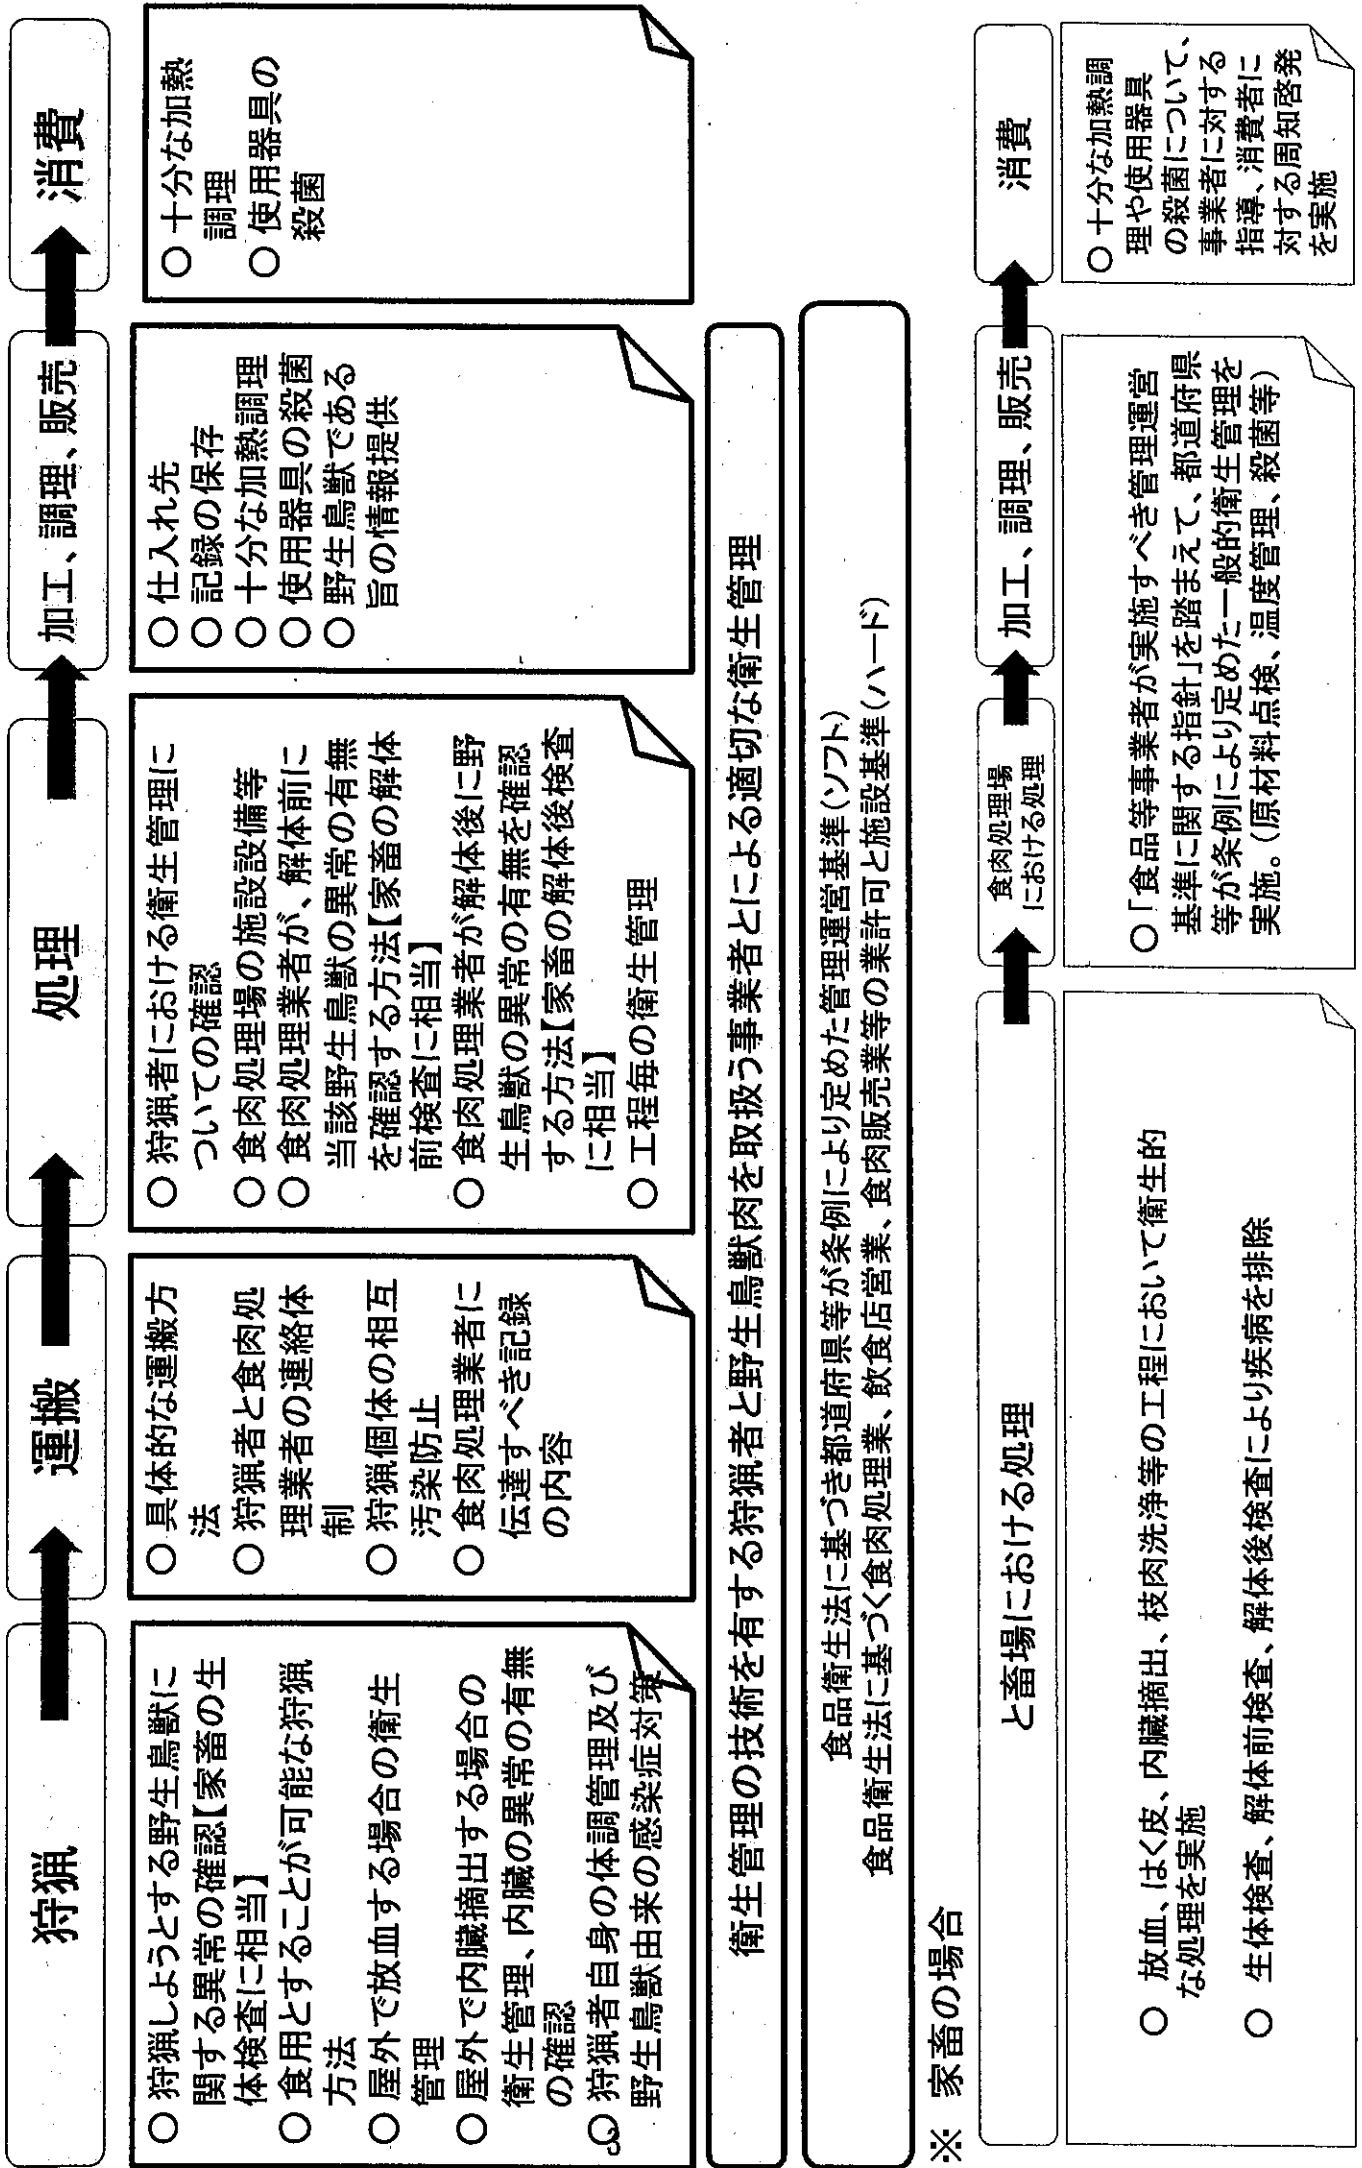 狩猟
運搬
処理
加工、調理、販売
消費
○ 狩猟しようとする野生鳥獣に
関する異常の確認【家畜の生
体検査に相当】
○ 食用とすることが可能な狩猟
方法
○ 屋外で放血する場合の衛生
管理
○ 屋外で内臓摘出する場合の
衛生管理、内臓の異常の有無
の確認
○ 狩猟者自身の体調管理及び
野生鳥獣由来の感染症対策
○ 具体的な運搬方
法
○ 狩猟者と食肉処
理業者の連絡体
制
○ 狩猟個体の相互
汚染防止
○ 食肉処理業者に
伝達すべき記録
の内容
○ 狩猟者における衛生管理に
ついての確認
○ 食肉処理場の施設設備等
○ 食肉処理業者が、解体前に
当該野生鳥獣の異常の有無
を確認する方法【家畜の解体
前検査に相当】
○ 食肉処理業者が解体後に野
生鳥獣の異常の有無を確認
する方法【家畜の解体後検査
に相当】
○ 工程毎の衛生管理
○ 仕入れ先
○ 記録の保存
○ 十分な加熱調理
○ 使用器具の殺菌
○ 野生鳥獣である
旨の情報提供
○ 十分な加熱
調理
○ 使用器具の
殺菌
衛生管理の技術を有する狩猟者と野生鳥獣肉を取扱う事業者とによる適切な衛生管理
食品衛生法に基づき都道府県等が条例により定めた管理運営基準(ソフト)
食品衛生法に基づく食肉処理業、飲食店営業、食肉販売業等の業許可と施設基準(ハード)
※ 家畜の場合
と畜場における処理
食肉処理場
における処理
加工、調理、販売
消費
○ 放血、はく皮、内臓摘出、枝肉洗浄等の工程において衛生的
な処理を実施
○ 生体検査、解体前検査、解体後検査により疾病を排除
○ 「食品等事業者が実施すべき管理運営
基準に関する指針」を踏まえて、都道府県
等が条例により定めた一般的衛生管理を
実施。(原材料点検、温度管理、殺菌等)
○ 十分な加熱調
理や使用器具
の殺菌について、
事業者に対する
指導、消費者に
対する周知啓発
を実施